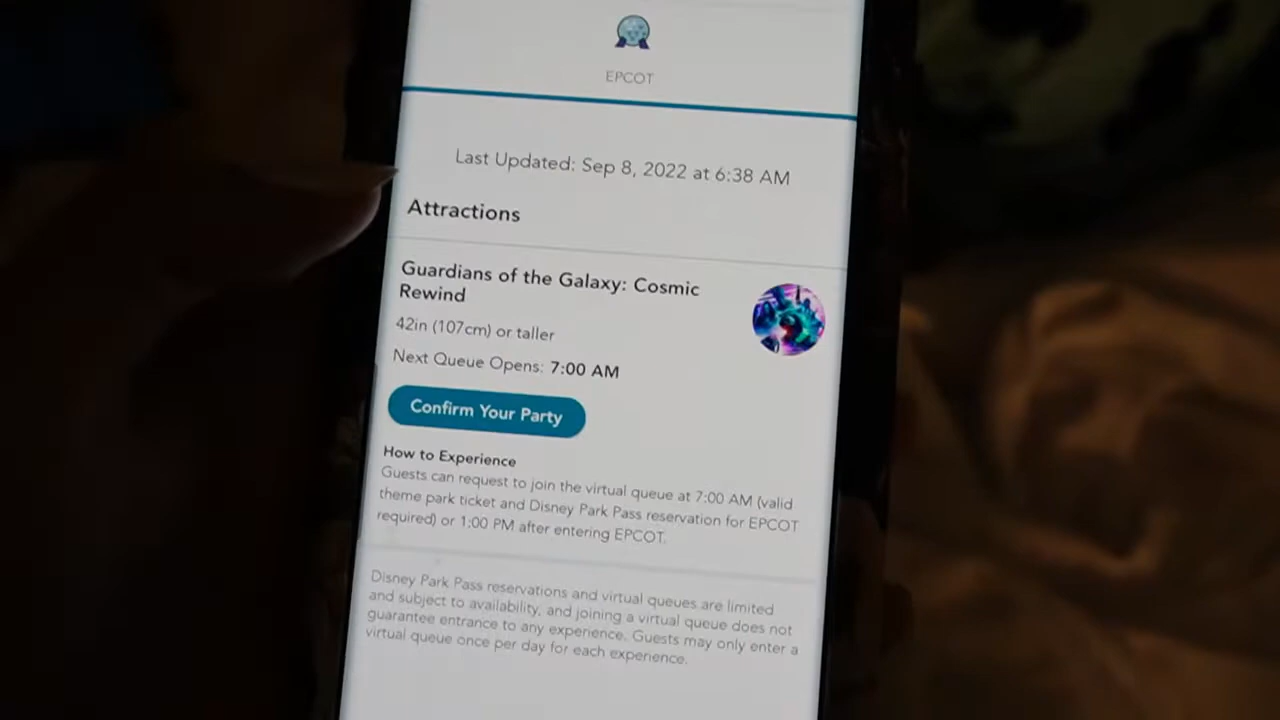 EPCOT
Last Updated: Sep 8, 2022 at 6:38 AM
Attractions
Guardians of the Galaxy: Cosmic
Rewind
42in (107cm) or taller
Next Queue Opens: 7:00 AM
Confirm Your Party
How to Experience
Guests can request to join the virtual queue at 7:00 AM (valid
theme park ticket and Disney Park Pass reservation for EPCOT
required) or 1:00 PM after entering EPCOT.
Disney Park Pass reservations and virtual queues are limited
and subject to availability, and joining a virtual queue does not
guarantee entrance to any experience. Guests may only enter a
virtual queue once per day for each experience.